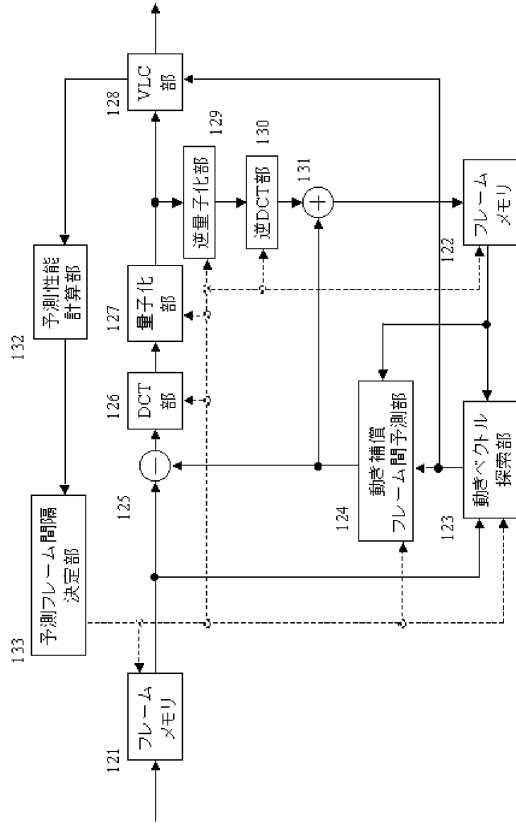 133
予測フレーム間隔
決定部
132
予測性能
計算部
128
VLC
部
121
フレーム
メモリ
125
−
126
DCT
部
127
量子化
部
129
逆量子化部
130
逆DCT部
131
+
124
動き補償
フレーム間予測部
123
動きベクトル
探索部
122
フレーム
メモリ